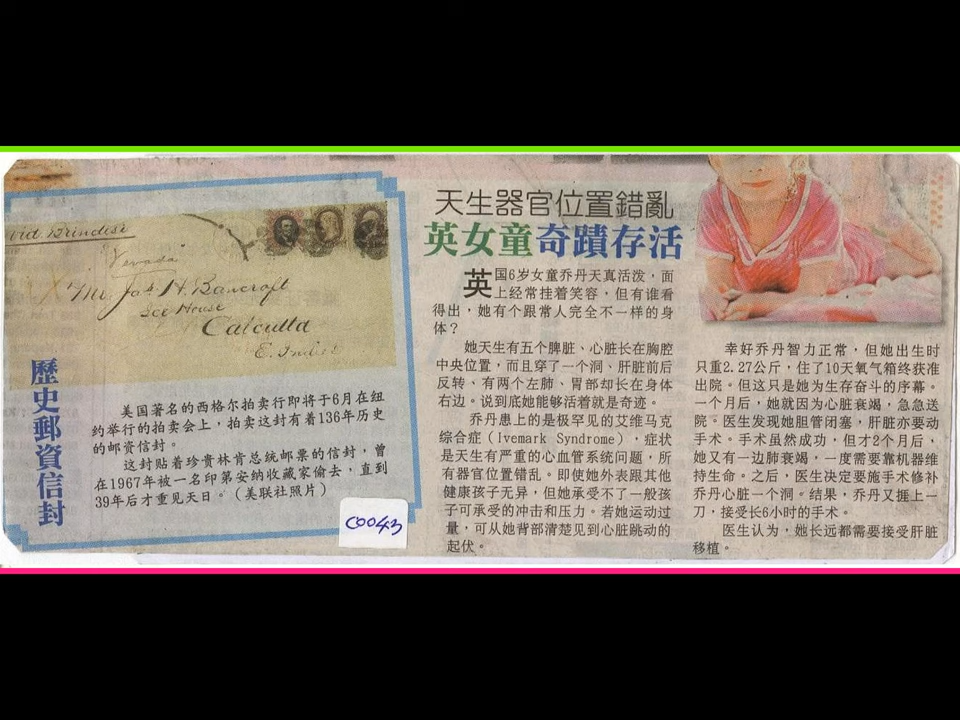 via Brindisi
Nevada
Mr. Jas. H. Bancroft
Ice House
Calcutta
E. Indies
歷史郵資信封
美国著名的西格尔拍卖行即将于6月在纽
约举行的拍卖会上，拍卖这封有着136年历史
的邮资信封。
这封贴着珍贵林肯总统邮票的信封，曾
在1967年被一名印第安纳收藏家偷去，直到
39年后才重见天日。（美联社照片）
C0043
天生器官位置錯亂
英女童奇蹟存活
英国6岁女童乔丹天真活泼，面
上经常挂着笑容，但有谁看
得出，她有个跟常人完全不一样的身
体？
她天生有五个脾脏、心脏长在胸腔
中央位置，而且穿了一个洞、肝脏前后
反转、有两个左肺、胃部却长在身体
右边。说到底她能够活着就是奇迹。
乔丹患上的是极罕见的艾维马克
综合症（Ivemark Syndrome），症状
是天生有严重的心血管系统问题，所
有器官位置错乱。即使她外表跟其他
健康孩子无异，但她承受不了一般孩
子可承受的冲击和压力。若她运动过
量，可从她背部清楚见到心脏跳动的
起伏。
幸好乔丹智力正常，但她出生时
只重2.27公斤，住了10天氧气箱终获准
出院。但这只是她为生存奋斗的序幕。
一个月后，她就因为心脏衰竭，急急送
院。医生发现她胆管闭塞，肝脏亦要动
手术。手术虽然成功，但才2个月后，
她又有一边肺衰竭，一度需要靠机器维
持生命。之后，医生决定要施手术修补
乔丹心脏一个洞。结果，乔丹又捱上一
刀，接受长6小时的手术。
医生认为，她长远都需要接受肝脏
移植。